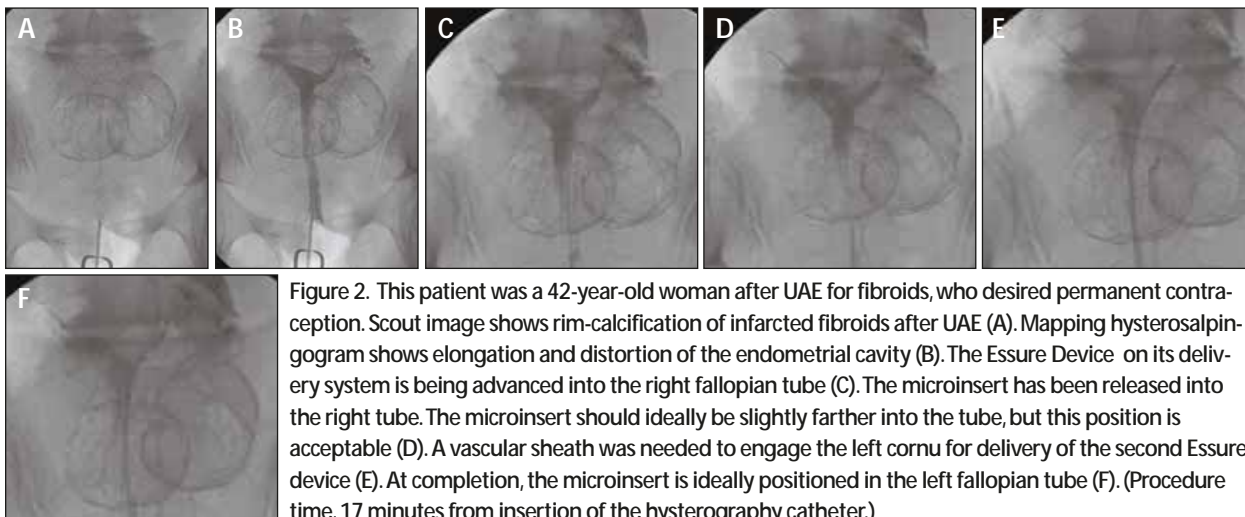 A
B
C
D
E
F
Figure 2. This patient was a 42-year-old woman after UAE for fibroids, who desired permanent contra-
ception. Scout image shows rim-calcification of infarcted fibroids after UAE (A). Mapping hysterosalpin-
gogram shows elongation and distortion of the endometrial cavity (B). The Essure Device on its deliv-
ery system is being advanced into the right fallopian tube (C). The microinsert has been released into
the right tube. The microinsert should ideally be slightly farther into the tube, but this position is
acceptable (D). A vascular sheath was needed to engage the left cornu for delivery of the second Essure
device (E). At completion, the microinsert is ideally positioned in the left fallopian tube (F). (Procedure
time, 17 minutes from insertion of the hysterography catheter.)